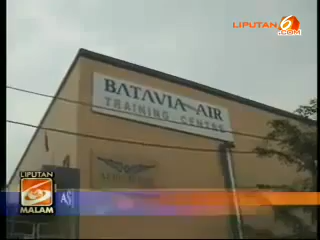 LIPUTAN 6
.COM
BATAVIA AIR
TRAINING CENTRE
LIPUTAN
6
MALAM